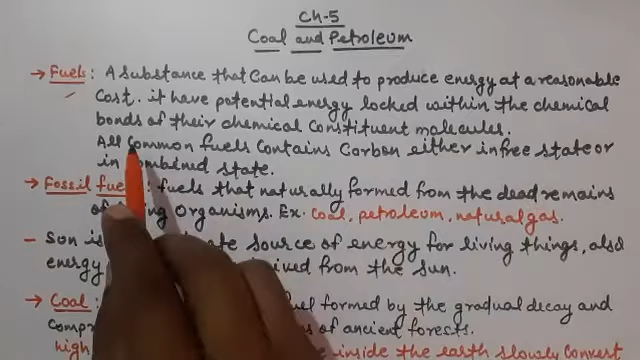 Ch-5
Coal and Petroleum
→ Fuels: A substance that can be used to produce energy at a reasonable
cost. it have potential energy locked within the chemical
bonds of their chemical constituent molecules.
All common fuels contains Carbon either in free state or
in combined state.
→ Fossil fuel : fuels that naturally formed from the dead remains
of organisms. Ex. coal, petroleum, natural gas.
- Sun is source of energy for living things, also
energy from the Sun.
→ Coal: formed by the gradual decay and
of ancient forests.
high inside the earth slowly convert